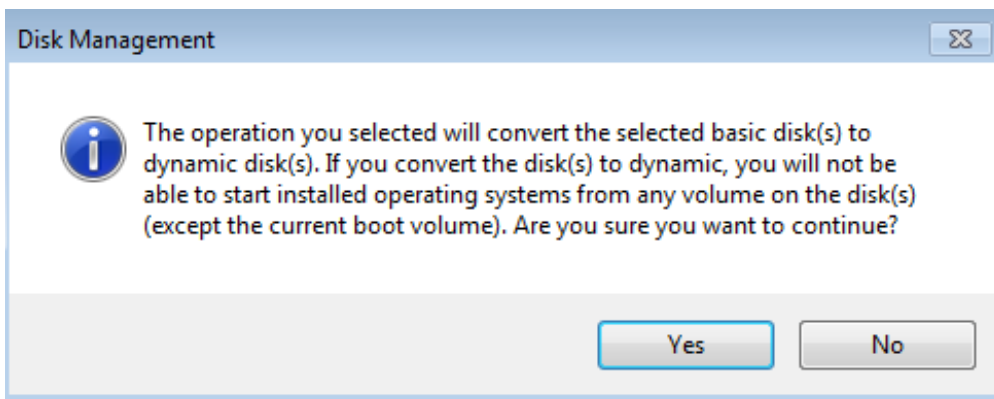 Disk Management
The operation you selected will convert the selected basic disk(s) to
dynamic disk(s). If you convert the disk(s) to dynamic, you will not be
able to start installed operating systems from any volume on the disk(s)
(except the current boot volume). Are you sure you want to continue?
Yes No